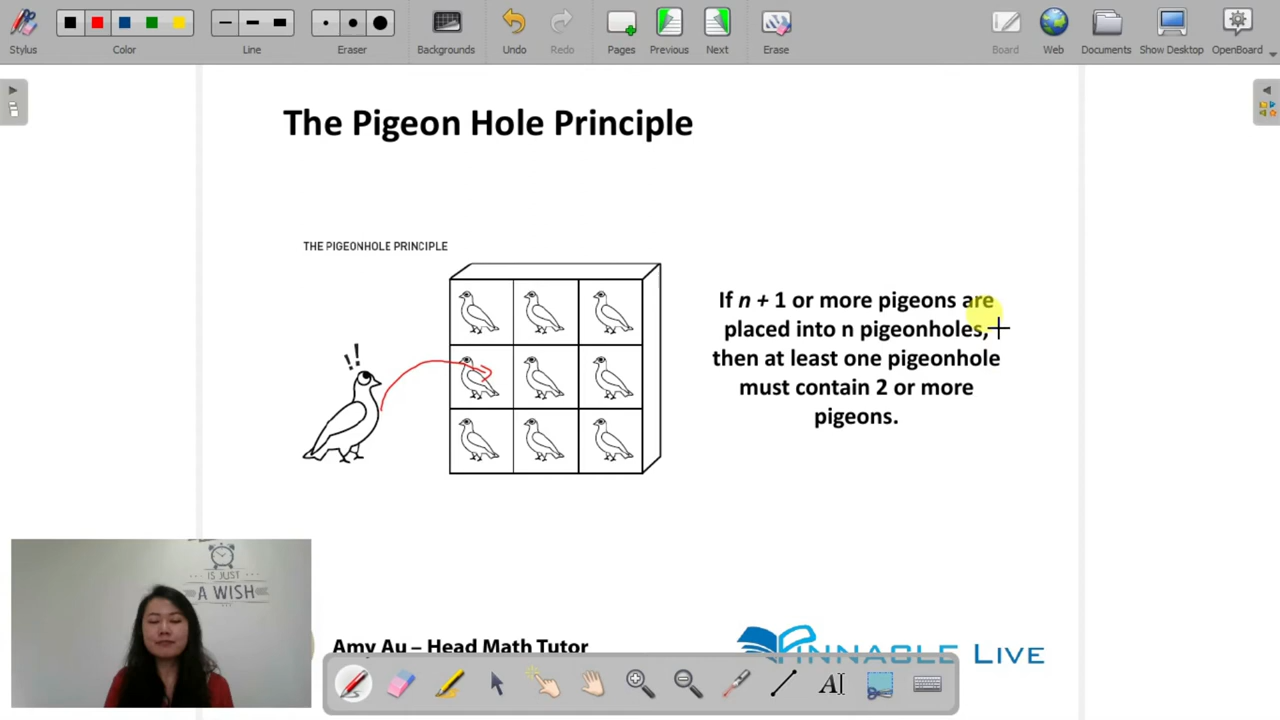 Stylus
Color
Line
Eraser
Backgrounds
Undo
Redo
Pages
Previous
Next
Erase
Board
Web
Documents
Show Desktop
OpenBoard
The Pigeon Hole Principle
THE PIGEONHOLE PRINCIPLE
!!
If n + 1 or more pigeons are
placed into n pigeonholes,
then at least one pigeonhole
must contain 2 or more
pigeons.
IS JUST
A WISH
Amy Au – Head Math Tutor
PINNACLE LIVE
AI